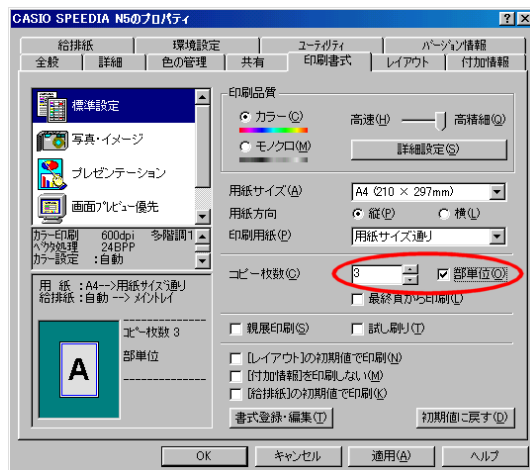 CASIO SPEEDIA N5のプロパティ
給排紙 環境設定 ユーティリティ バージョン情報
全般 詳細 色の管理 共有 印刷書式 レイアウト 付加情報
標準設定
写真・イメージ
プレゼンテーション
画面プレビュー優先
カラー印刷 600dpi 多階調1
ベクタ処理 24BPP
カラー設定 :自動
用 紙 :A4-->用紙サイズ通り
給排紙:自動 --> メイントレイ
コピー枚数 3
部単位
A
印刷品質
カラー(C) 高速(H) 高精細(Q)
モノクロ(M) 詳細設定(S)
用紙サイズ(A) A4 (210 × 297mm)
用紙方向 縦(P) 横(L)
印刷用紙(P) 用紙サイズ通り
コピー枚数(C) 3 部単位(O)
最終頁から印刷(L)
親展印刷(S) 試し刷り(T)
[レイアウト]の初期値で印刷(N)
[付加情報]を印刷しない(M)
[給排紙]の初期値で印刷(K)
書式登録・編集(T) 初期値に戻す(D)
OK キャンセル 適用(A) ヘルプ